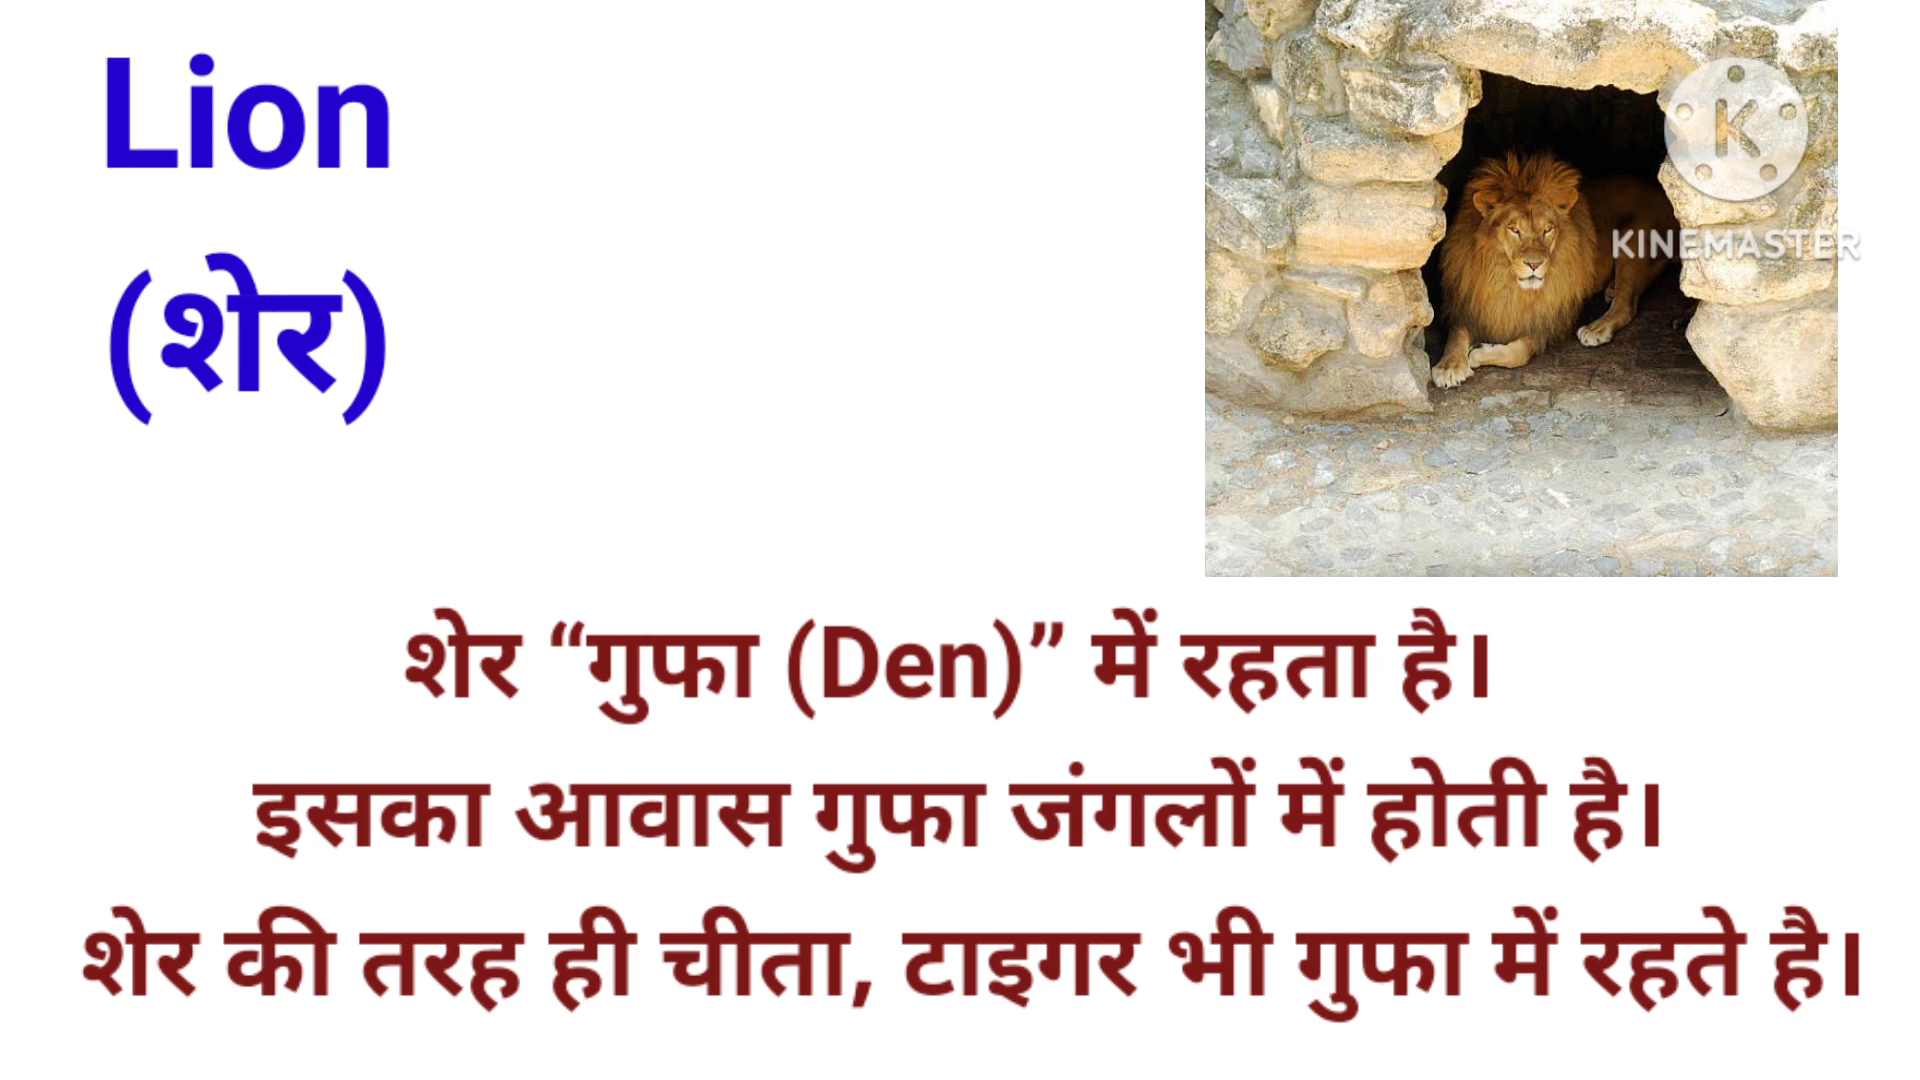 Lion
(शेर)
K
KINEMASTER
शेर “गुफा (Den)” में रहता है।
इसका आवास गुफा जंगलों में होती है।
शेर की तरह ही चीता, टाइगर भी गुफा में रहते है।